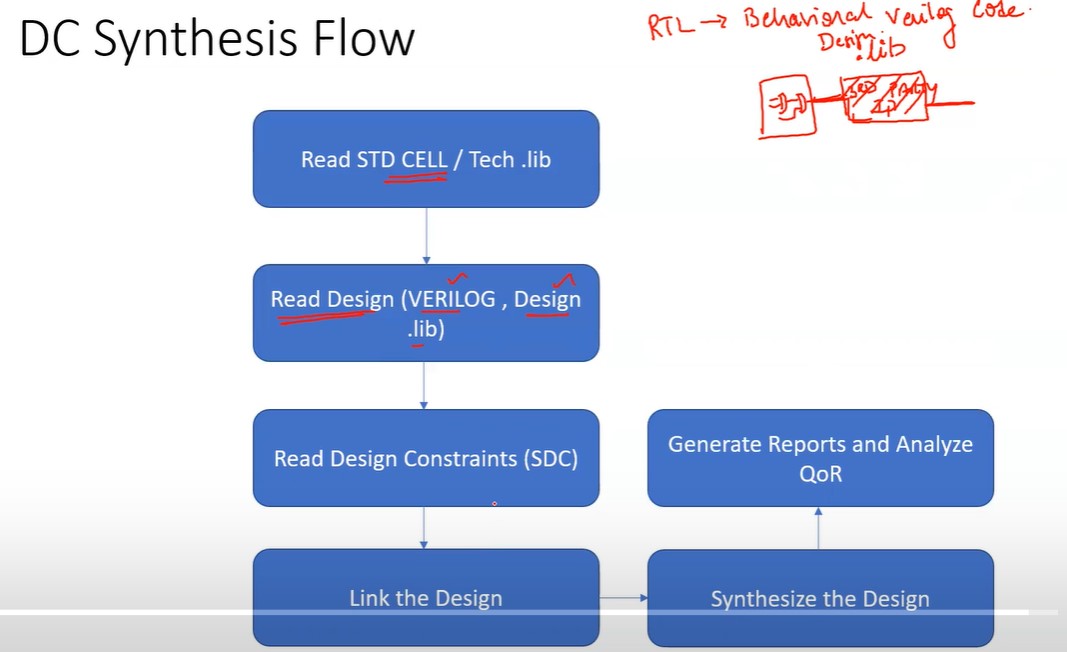 DC Synthesis Flow
RTL → Behavioral Verilog Code.
Design
.lib
3RD PARTY
IP
Read STD CELL / Tech .lib
Read Design (VERILOG , Design
.lib)
Read Design Constraints (SDC)
Link the Design
Synthesize the Design
Generate Reports and Analyze
QoR